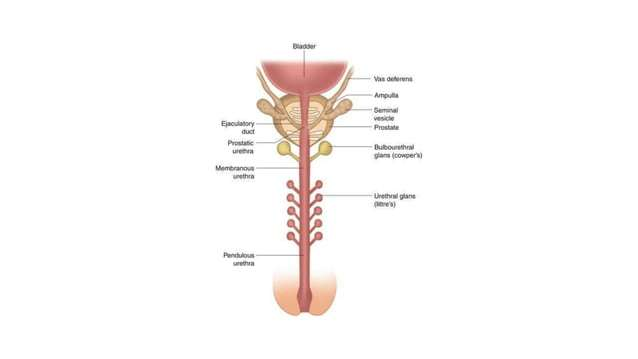 Bladder
Vas deferens
Ampulla
Seminal
vesicle
Prostate
Ejaculatory
duct
Prostatic
urethra
Bulbourethral
glans (cowper's)
Membranous
urethra
Urethral glans
(littre's)
Pendulous
urethra